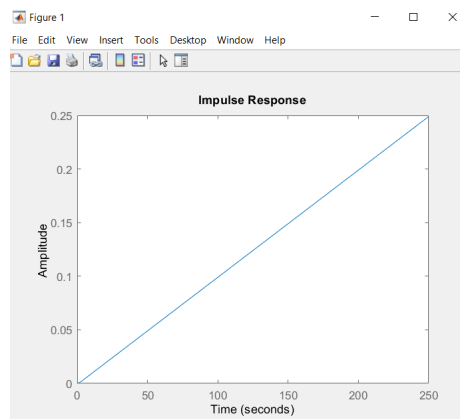 Figure 1
File Edit View Insert Tools Desktop Window Help
Impulse Response
0.25
0.2
0.15
0.1
0.05
0
Amplitude
0 50 100 150 200 250
Time (seconds)